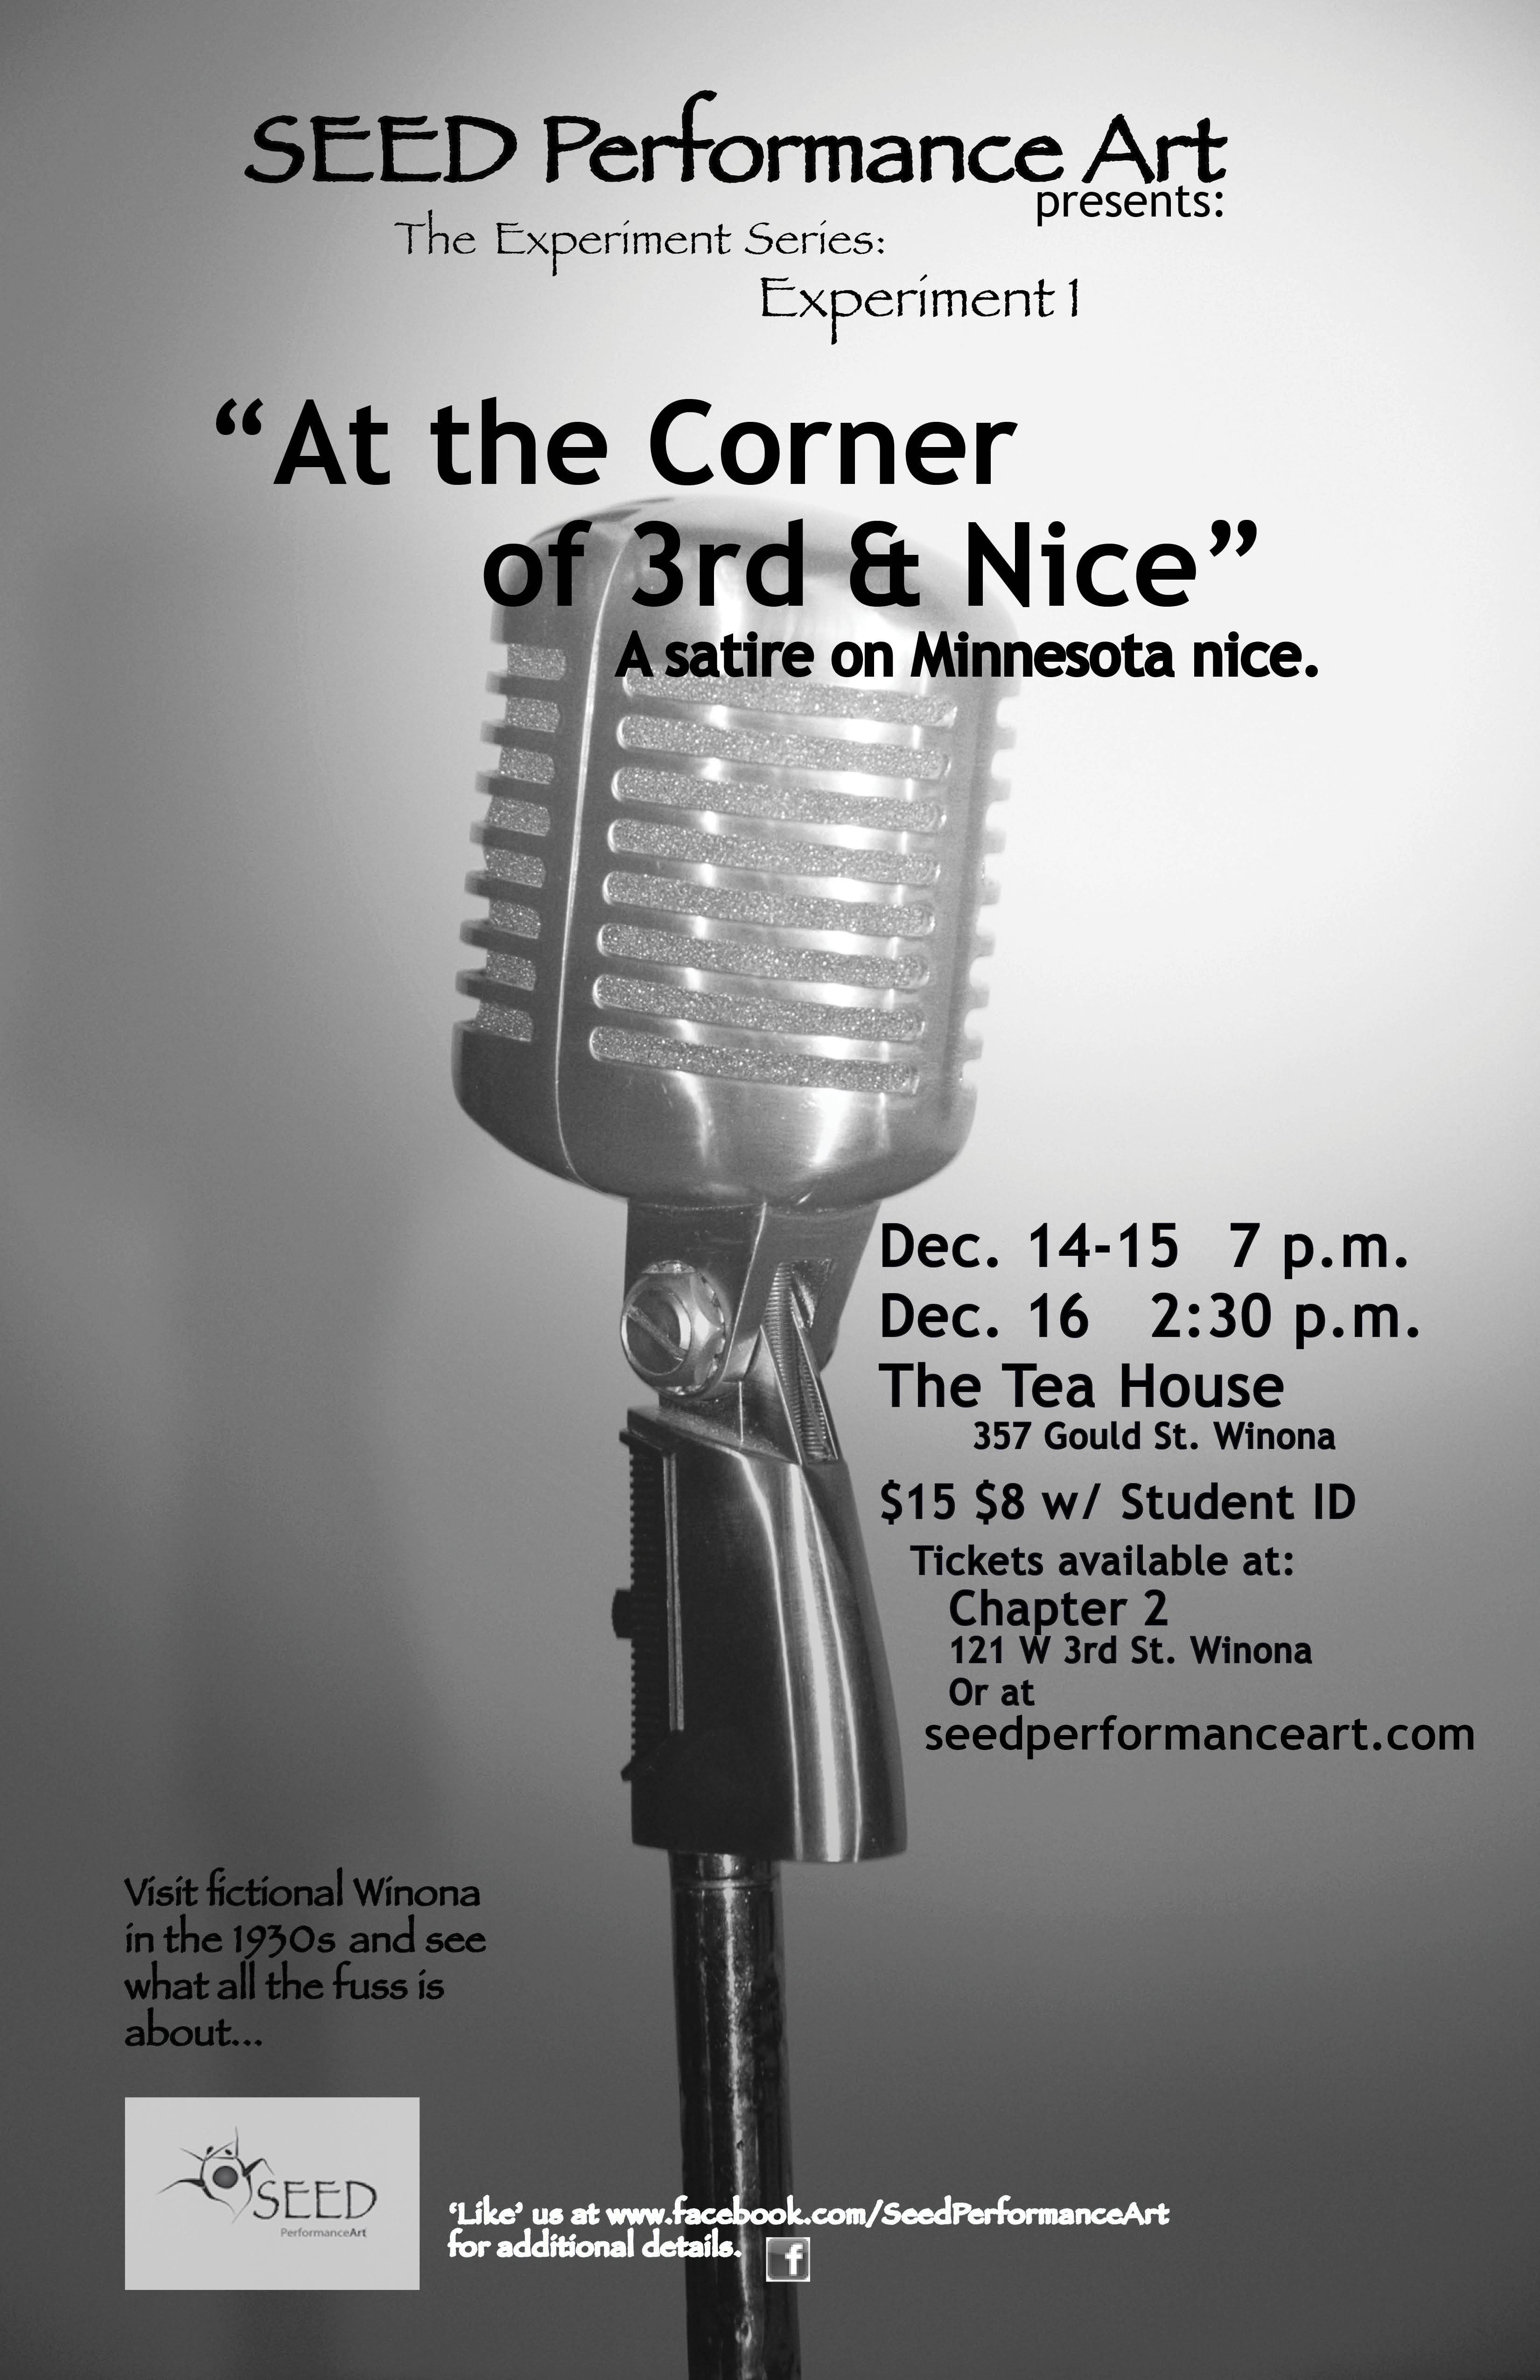 SEED Performance Art
presents:
The Experiment Series:
Experiment 1
“At the Corner
of 3rd & Nice”
A satire on Minnesota nice.
Dec. 14-15 7 p.m.
Dec. 16 2:30 p.m.
The Tea House
357 Gould St. Winona
$15 $8 w/ Student ID
Tickets available at:
Chapter 2
121 W 3rd St. Winona
Or at
seedperformanceart.com
Visit fictional Winona
in the 1930s and see
what all the fuss is
about...
SEED
PerformanceArt
‘Like’ us at www.facebook.com/SeedPerformanceArt
for additional details.
f